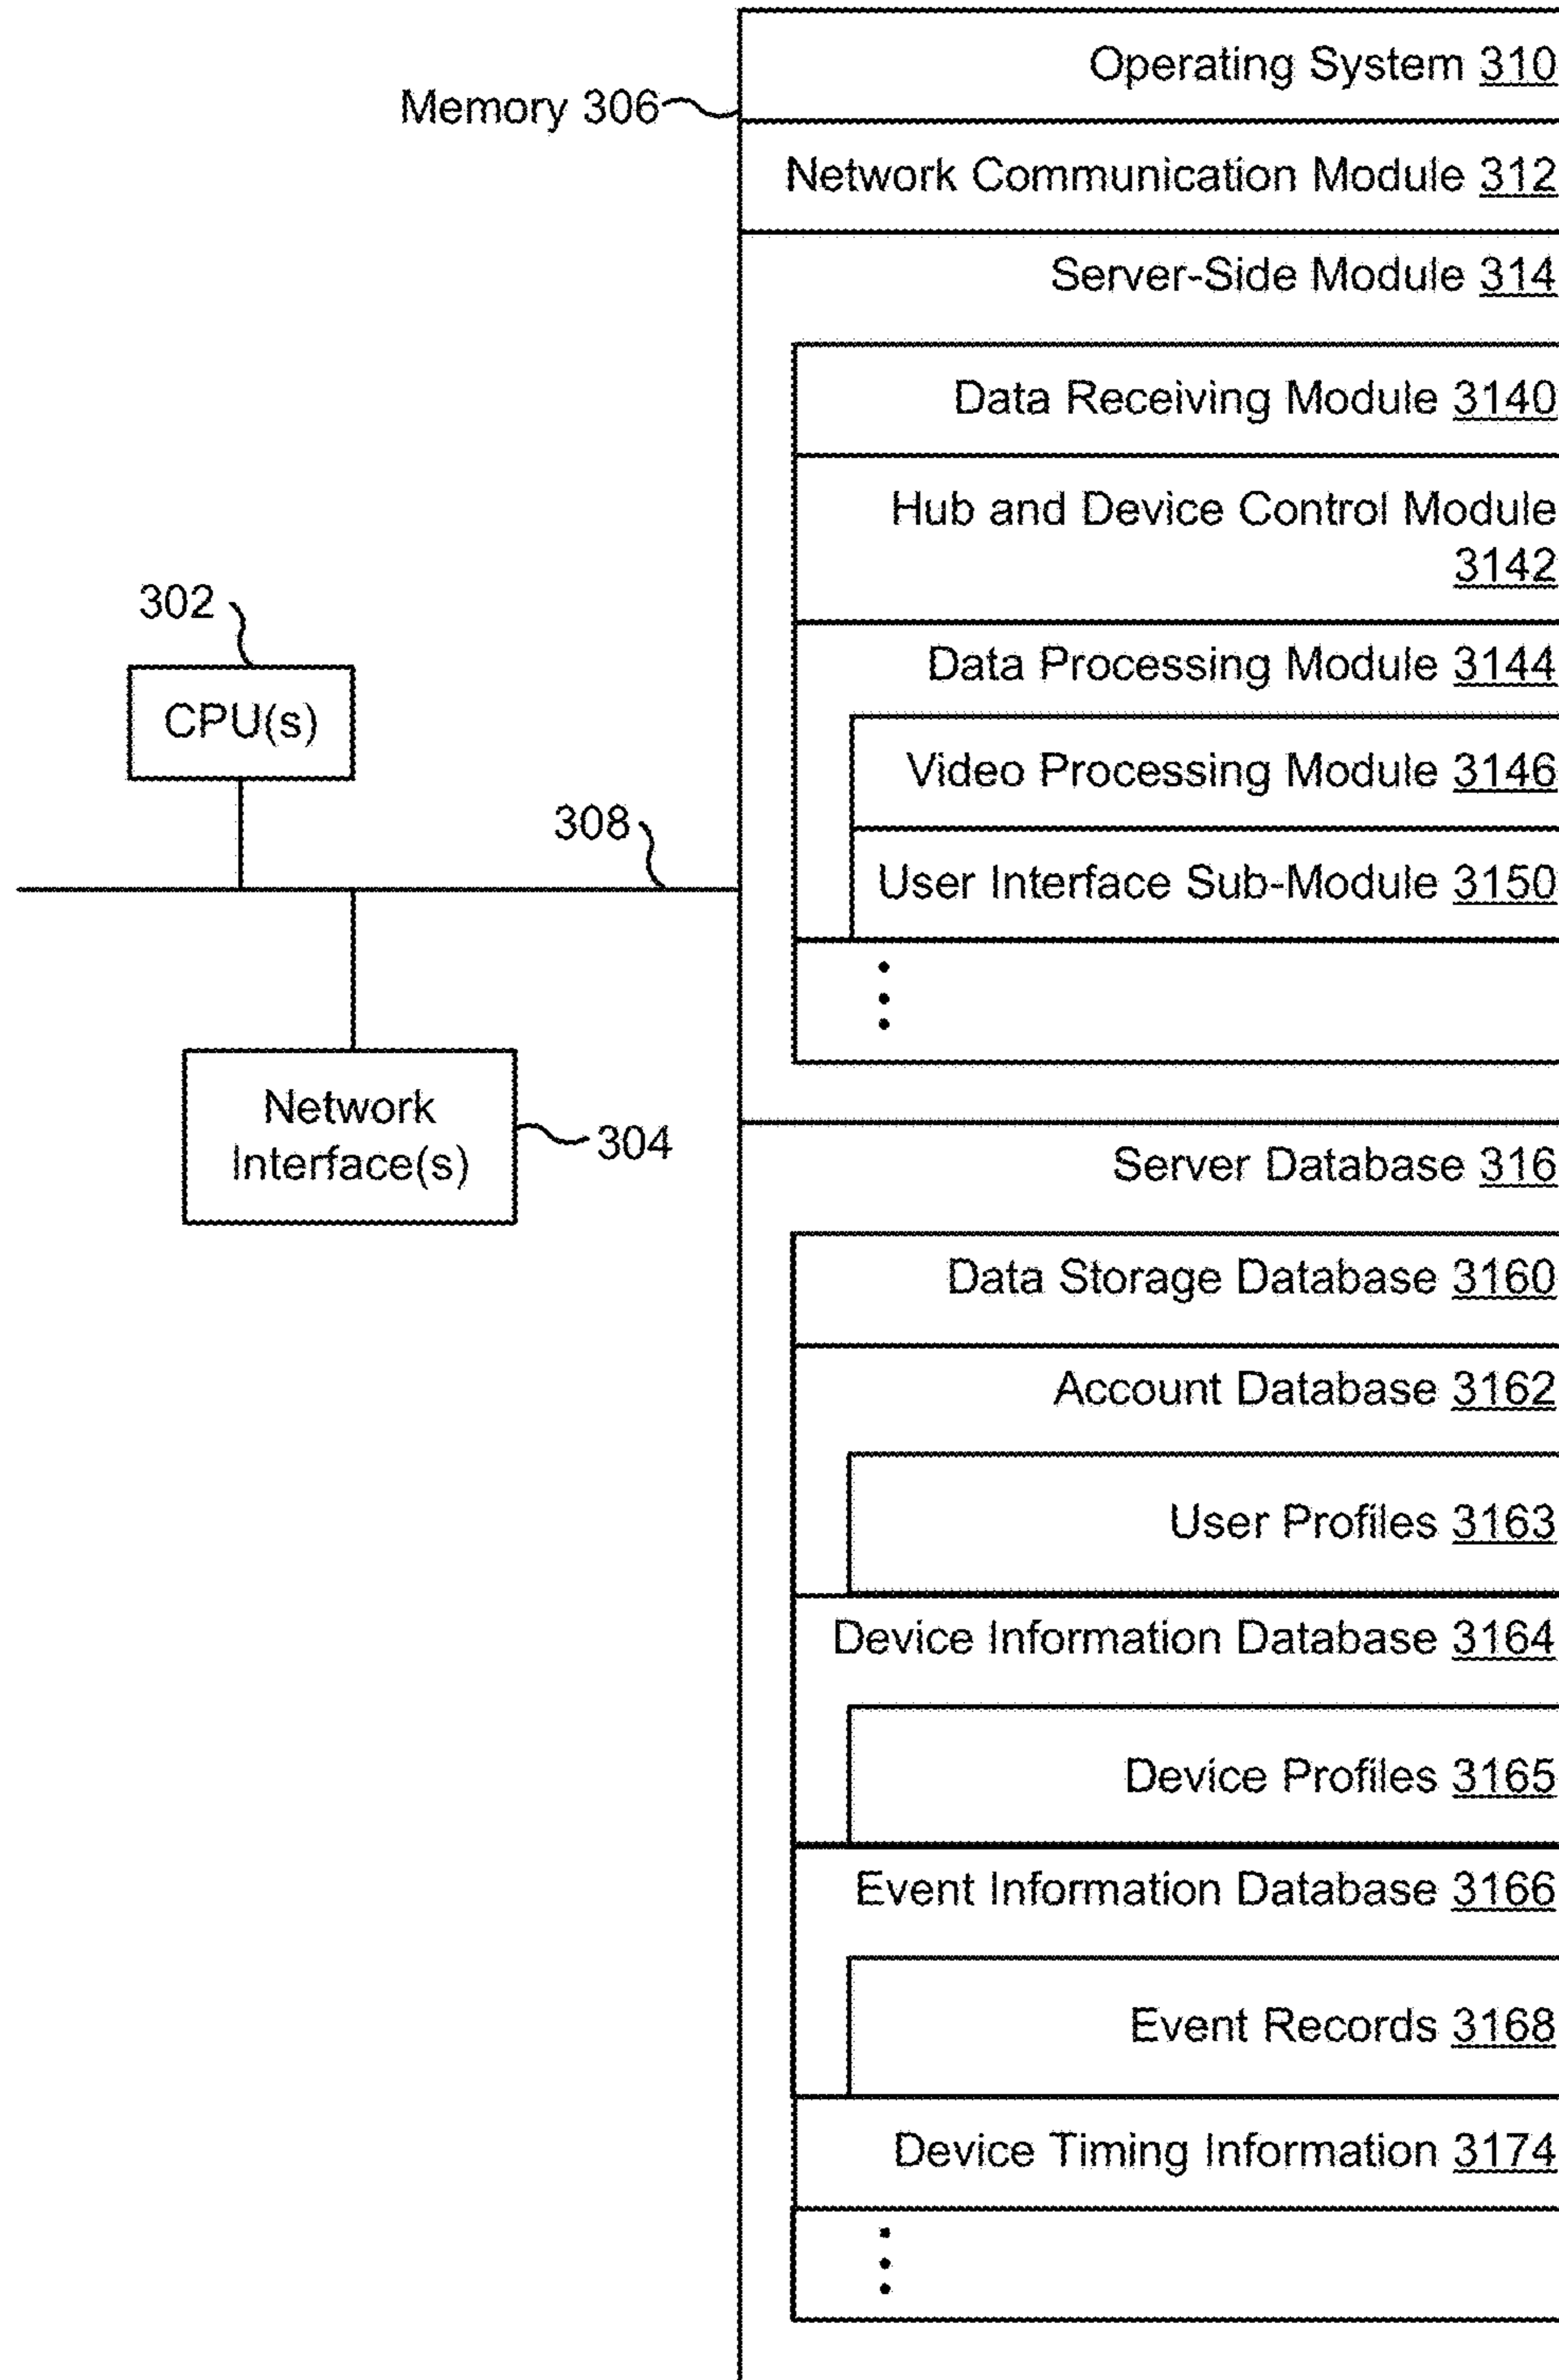 Operating System 310
Memory 306
Network Communication Module 312
Server-Side Module 314
Data Receiving Module 3140
Hub and Device Control Module
3142
302
CPU(s)
Data Processing Module 3144
Video Processing Module 3146
308
User Interface Sub-Module 3150
Network
Interface(s)
304
Server Database 316
Data Storage Database 3160
Account Database 3162
User Profiles 3163
Device Information Database 3164
Device Profiles 3165
Event Information Database 3166
Event Records 3168
Device Timing Information 3174